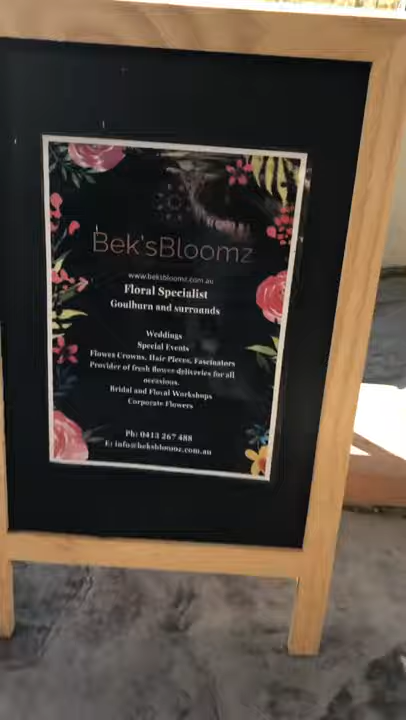 Bek'sBloomz
www.beksbloomz.com.au
Floral Specialist
Goulburn and surrounds
Weddings
Special Events
Flower Crowns, Hair Pieces, Fascinators
Provider of fresh flower deliveries for all
occasions.
Bridal and Floral Workshops
Corporate Flowers
Ph: 0413 267 488
E: info@beksbloomz.com.au